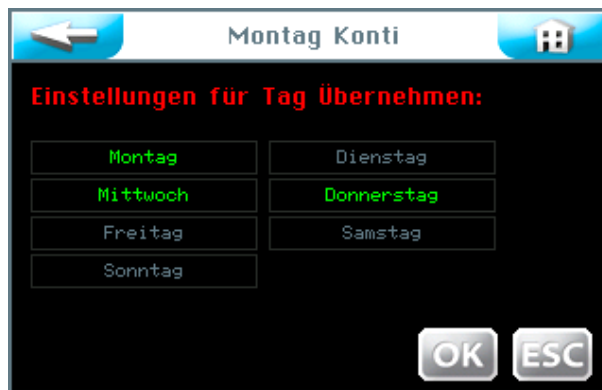 Montag Konti
Einstellungen für Tag Übernehmen:
Montag Dienstag
Mittwoch Donnerstag
Freitag Samstag
Sonntag
OK ESC